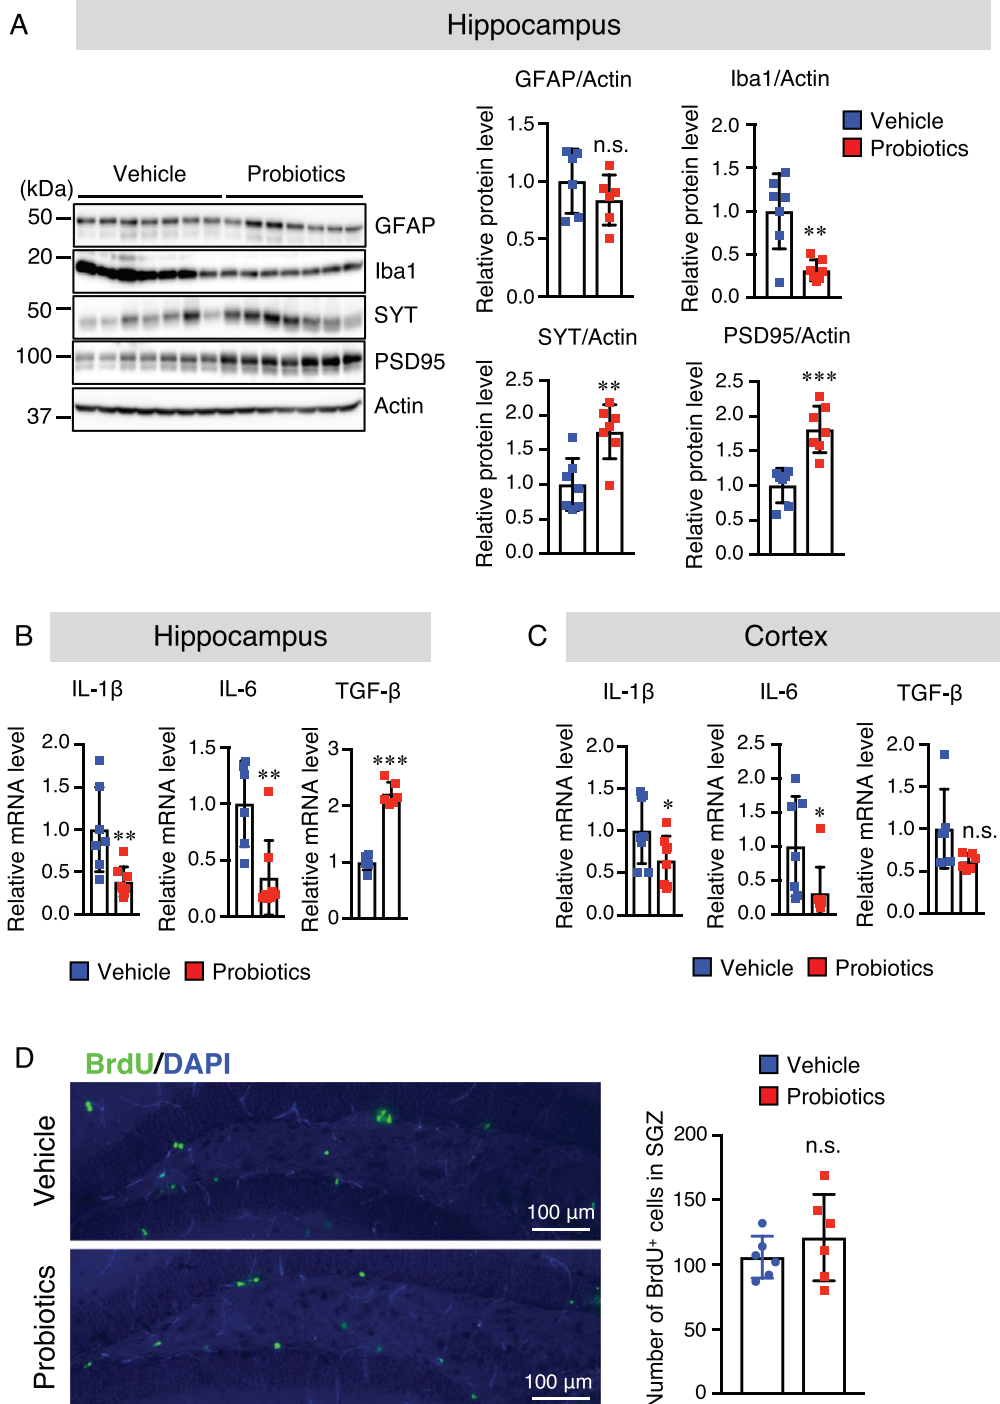 A
Hippocampus
(kDa)
Vehicle
Probiotics
50
GFAP
20
Iba1
50
SYT
100
PSD95
37
Actin
GFAP/Actin
Relative protein level
1.5
1.0
0.5
0.0
n.s.
Iba1/Actin
Relative protein level
2.0
1.5
1.0
0.5
0.0
**
Vehicle
Probiotics
SYT/Actin
Relative protein level
2.5
2.0
1.5
1.0
0.5
0.0
**
PSD95/Actin
Relative protein level
2.5
2.0
1.5
1.0
0.5
0.0
***
B
Hippocampus
IL-1β
Relative mRNA level
2.0
1.5
1.0
0.5
0.0
**
IL-6
Relative mRNA level
1.5
1.0
0.5
0.0
**
TGF-β
Relative mRNA level
3
2
1
0
***
Vehicle
Probiotics
C
Cortex
IL-1β
Relative mRNA level
2.0
1.5
1.0
0.5
0.0
*
IL-6
Relative mRNA level
2.5
2.0
1.5
1.0
0.5
0.0
*
TGF-β
Relative mRNA level
2.0
1.5
1.0
0.5
0.0
n.s.
Vehicle
Probiotics
D
BrdU/DAPI
Vehicle
100 µm
Probiotics
100 µm
Vehicle
Probiotics
Number of BrdU⁺ cells in SGZ
200
150
100
50
0
n.s.